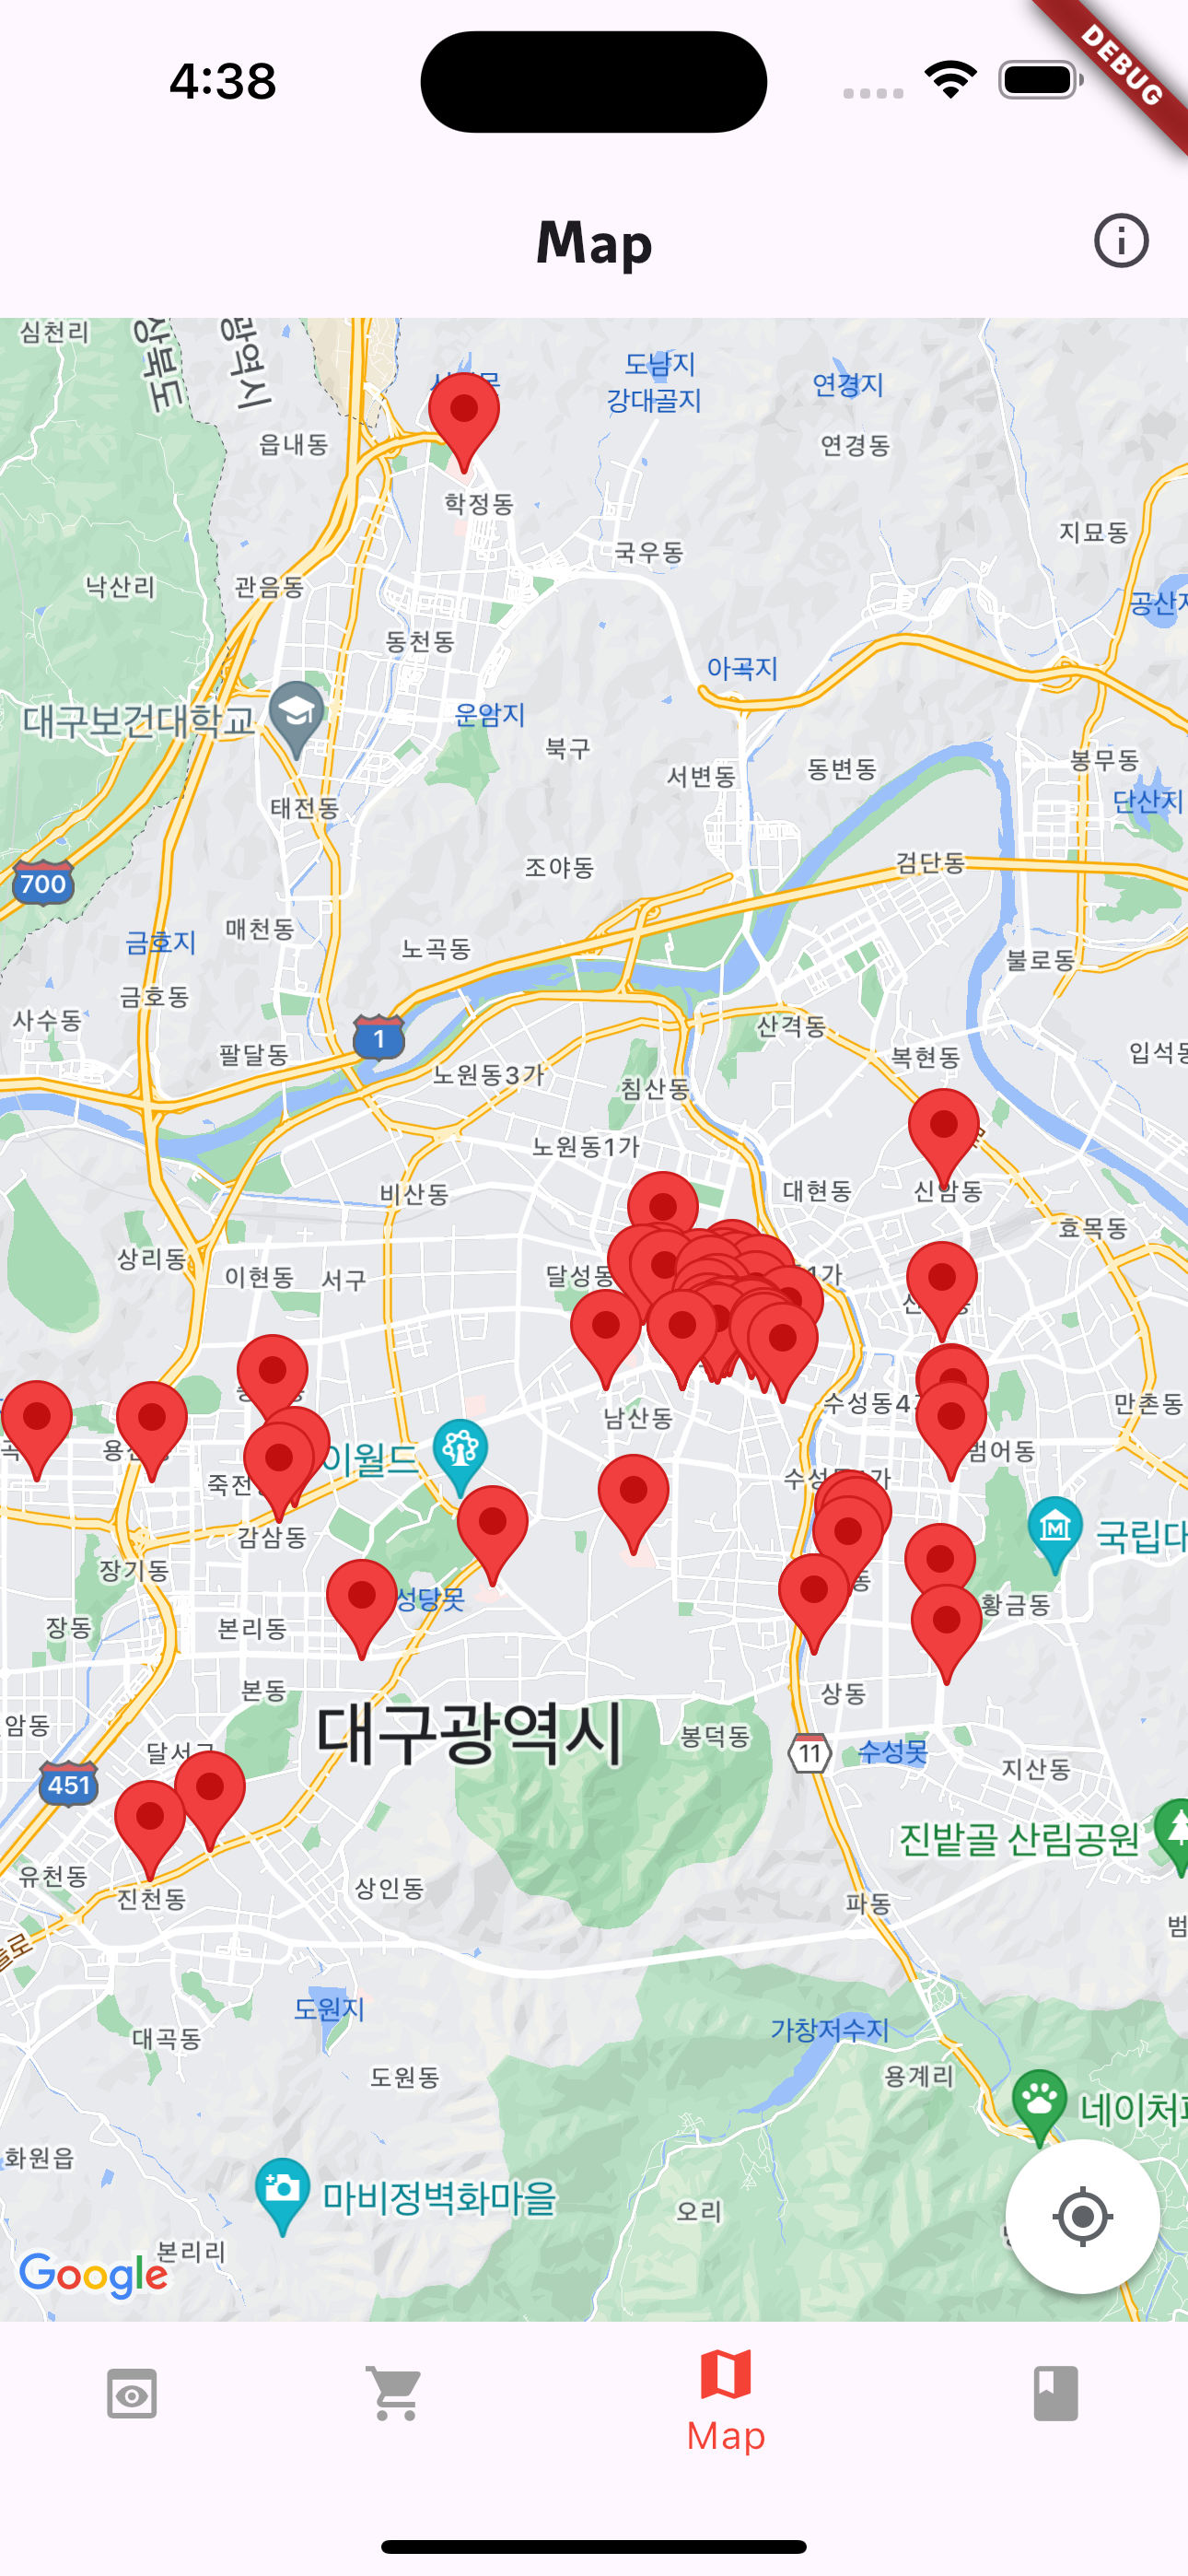 4:38
DEBUG
Map
심천리
상북도
광역시
도남지
강대골지
연경지
읍내동
연경동
학정동
지묘동
국우동
낙산리
관음동
공산지
동천동
아곡지
대구보건대학교
운암지
북구
서변동
동변동
봉무동
단산지
태전동
조야동
검단동
700
매천동
금호지
노곡동
불로동
금호동
사수동
산격동
1
팔달동
복현동
입석동
노원동3가
침산동
노원동1가
비산동
대현동
신암동
효목동
상리동
이현동
서구
달성동
1가
수성동4
만촌동
남산동
범어동
이월드
수성
가
죽전
감삼동
국립대
장기동
동
성당못
황금동
장동
본리동
본동
상동
대구광역시
암동
봉덕동
달서구
11
수성못
지산동
451
진밭골 산림공원
유천동
상인동
진천동
파동
범
들로
도원지
가창저수지
대곡동
도원동
용계리
네이처파
화원읍
마비정벽화마을
오리
본리리
Google
Map